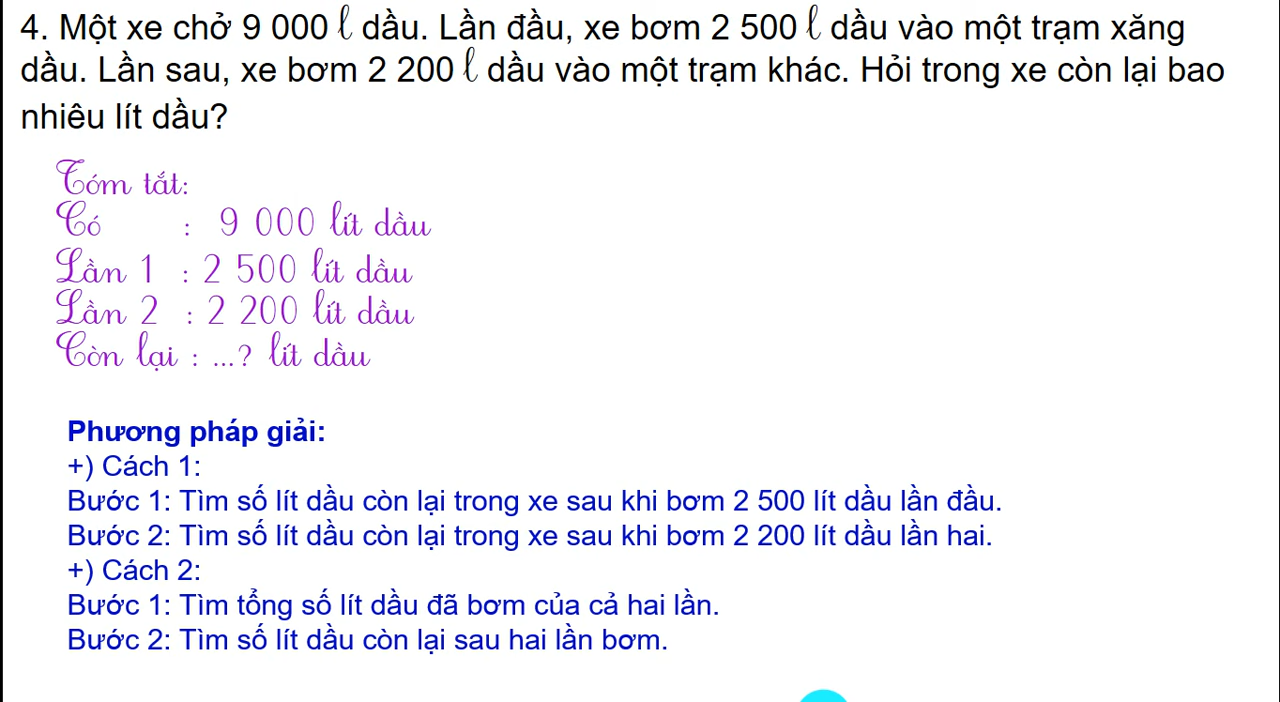 4. Một xe chở 9 000 ℓ dầu. Lần đầu, xe bơm 2 500 ℓ dầu vào một trạm xăng
dầu. Lần sau, xe bơm 2 200 ℓ dầu vào một trạm khác. Hỏi trong xe còn lại bao
nhiêu lít dầu?
Tóm tắt:
Có : 9 000 lít dầu
Lần 1 : 2 500 lít dầu
Lần 2 : 2 200 lít dầu
Còn lại : ...? lít dầu
Phương pháp giải:
+) Cách 1:
Bước 1: Tìm số lít dầu còn lại trong xe sau khi bơm 2 500 lít dầu lần đầu.
Bước 2: Tìm số lít dầu còn lại trong xe sau khi bơm 2 200 lít dầu lần hai.
+) Cách 2:
Bước 1: Tìm tổng số lít dầu đã bơm của cả hai lần.
Bước 2: Tìm số lít dầu còn lại sau hai lần bơm.